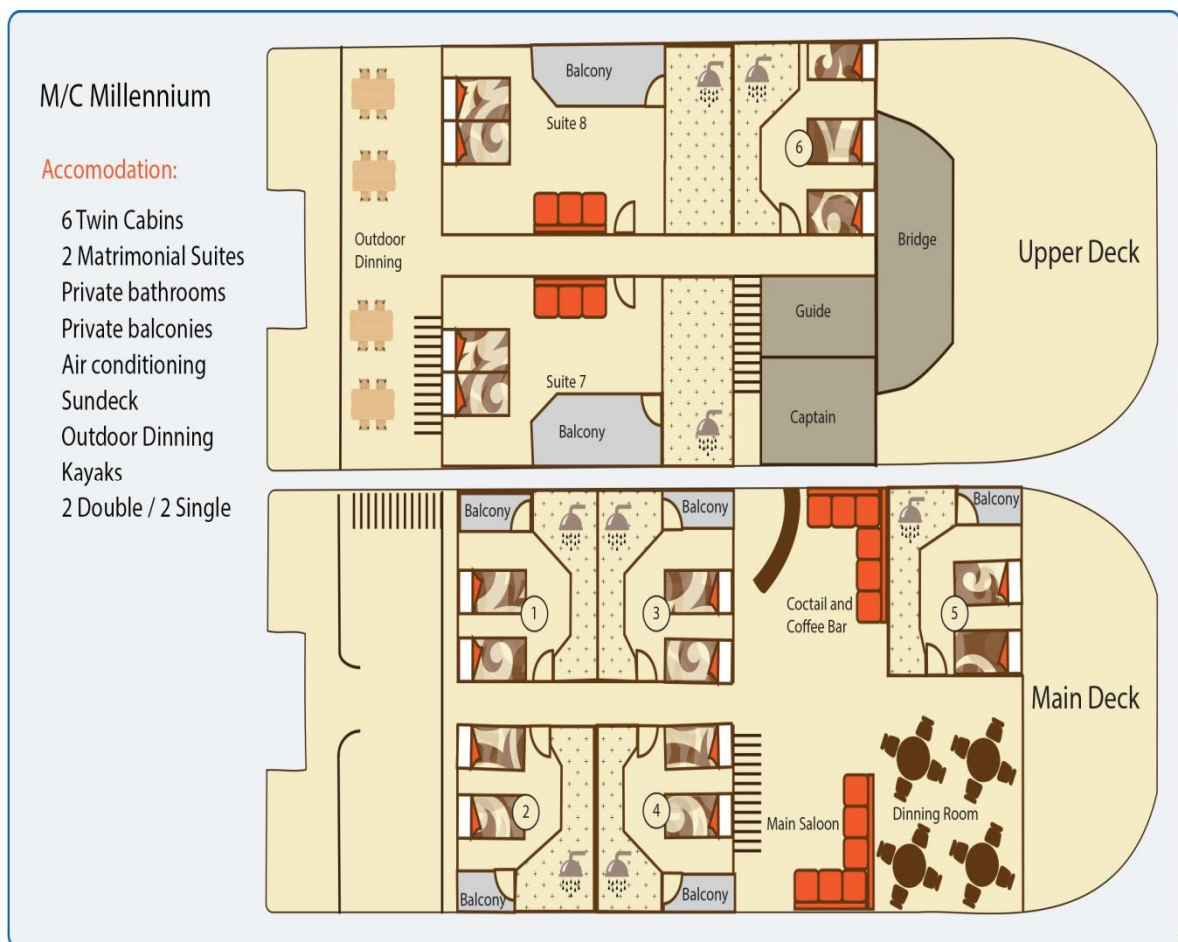 M/C Millennium
Accomodation:
6 Twin Cabins
2 Matrimonial Suites
Private bathrooms
Private balconies
Air conditioning
Sundeck
Outdoor Dinning
Kayaks
2 Double / 2 Single
Balcony
Suite 8
6
Outdoor
Dinning
Bridge
Upper Deck
Guide
Suite 7
Balcony
Captain
Balcony
Balcony
Balcony
1
3
Coctail and
Coffee Bar
5
Main Deck
2
4
Main Saloon
Dinning Room
Balcony
Balcony